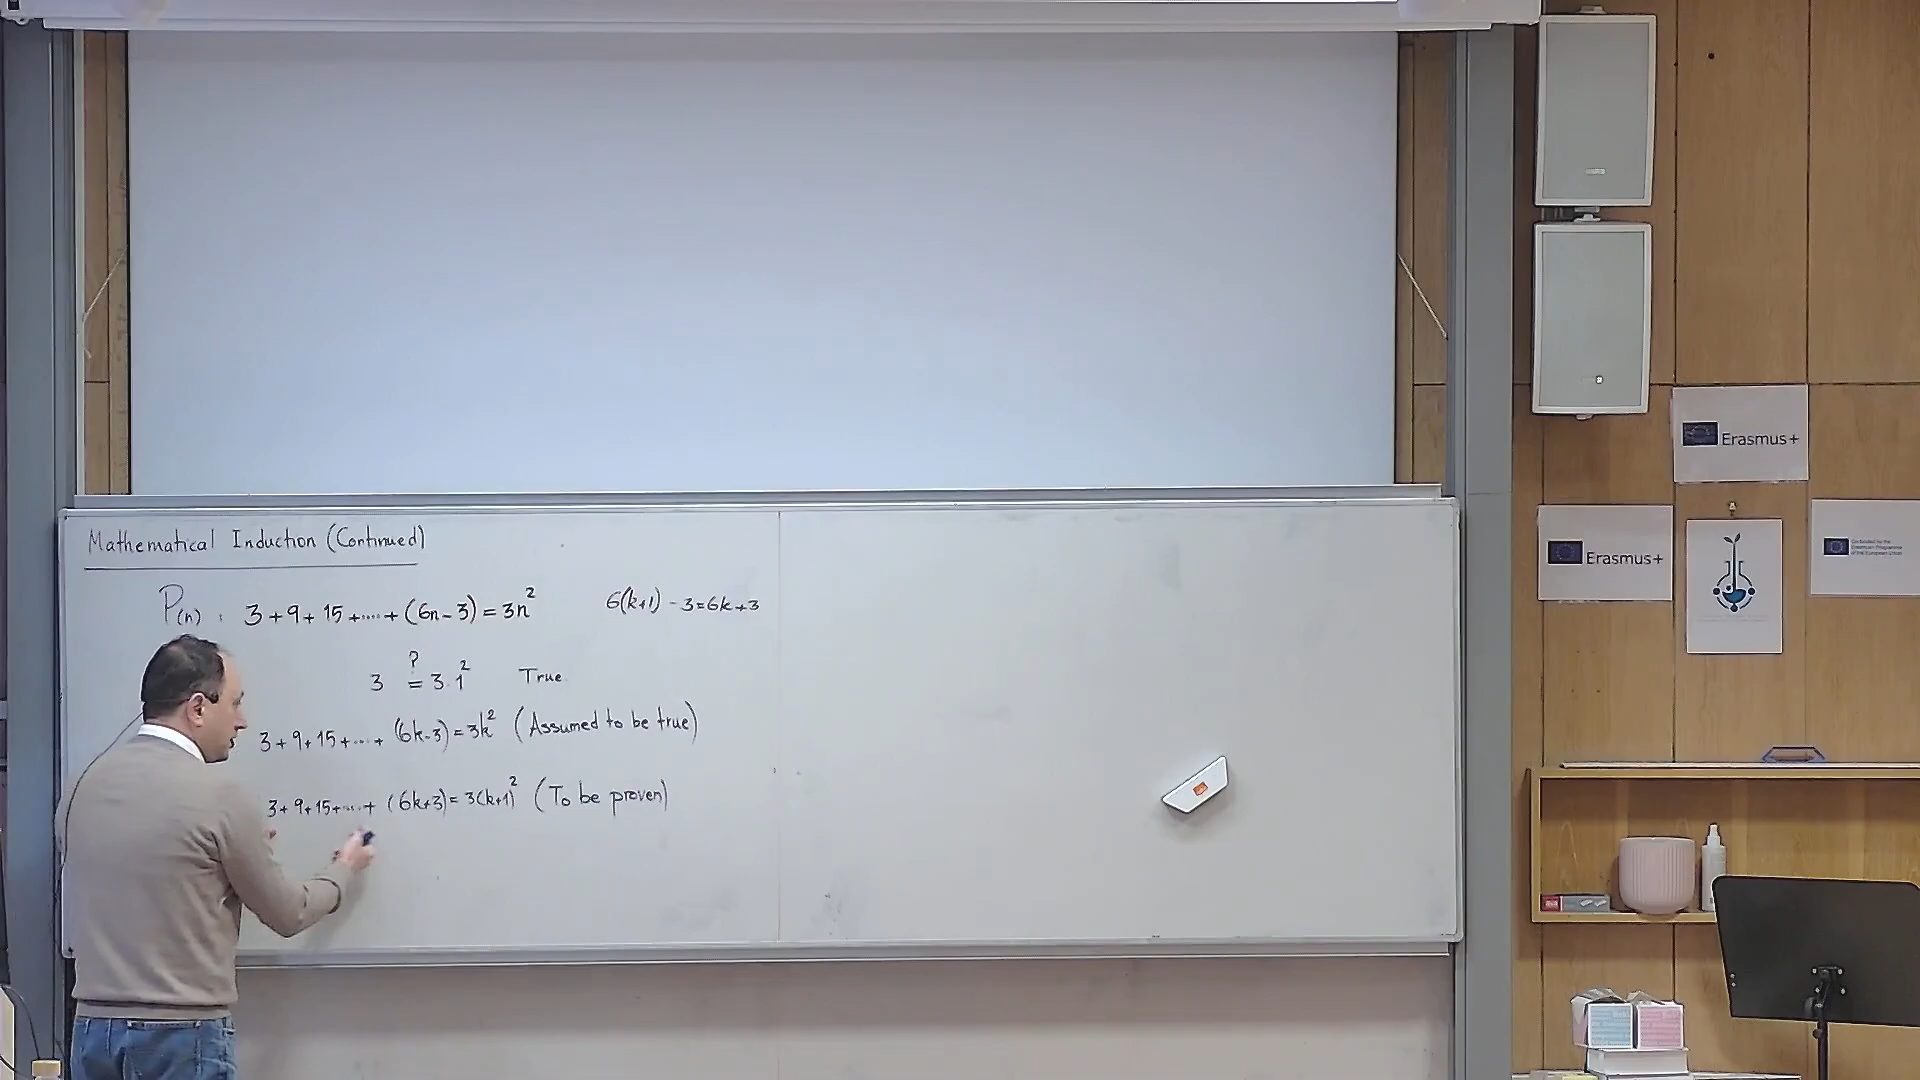 Mathematical Induction (Continued)
P(n) : 3 + 9 + 15 + ..... + (6n - 3) = 3n² 6(k+1) - 3 = 6k + 3
3 ≟ 3.1² True.
3 + 9 + 15 + .... + (6k-3) = 3k² (Assumed to be true)
3 + 9 + 15 + .... + (6k+3) = 3(k+1)² (To be proven)
Erasmus+
Erasmus+